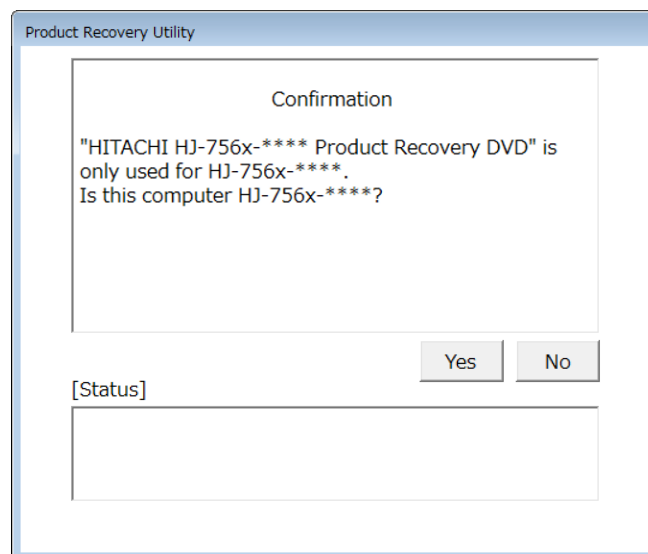 Product Recovery Utility
Confirmation
"HITACHI HJ-756x-**** Product Recovery DVD" is
only used for HJ-756x-****.
Is this computer HJ-756x-****?
Yes No
[Status]